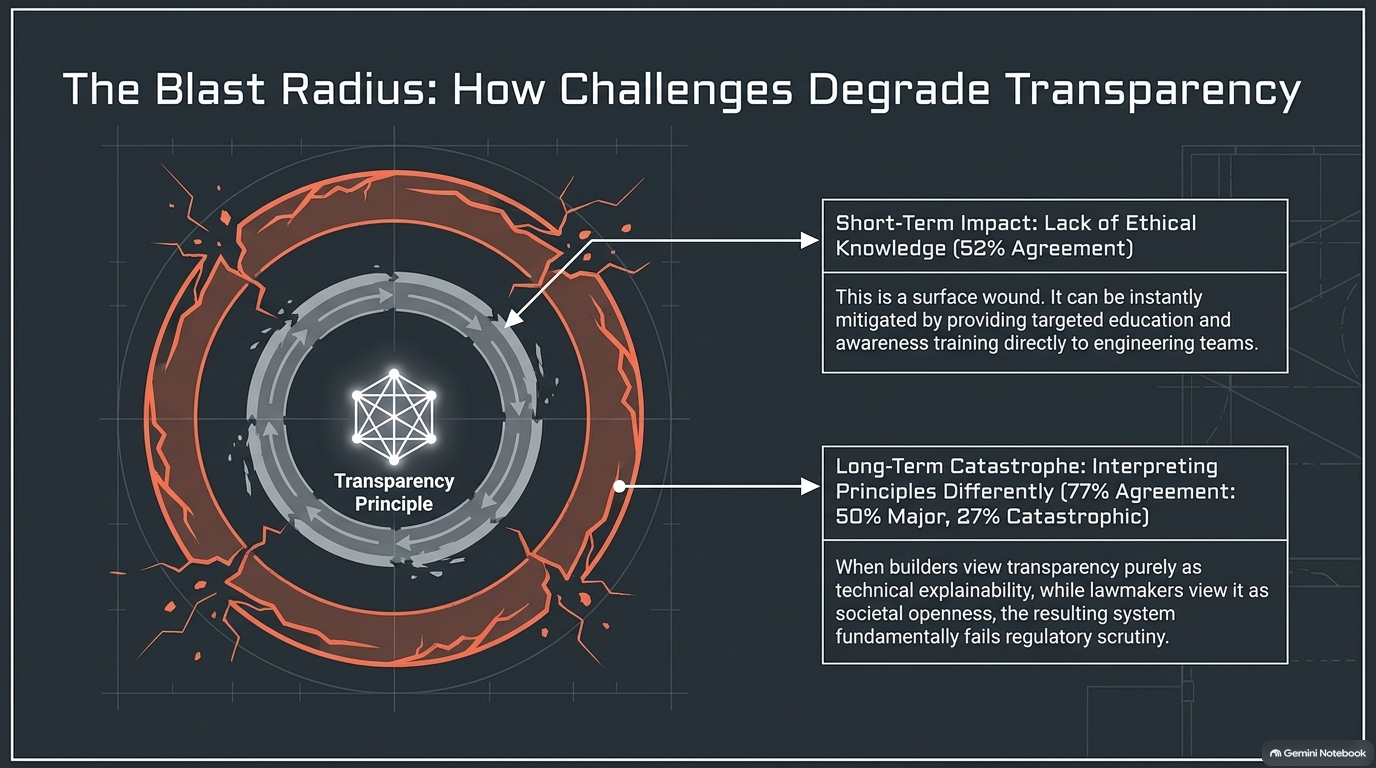 The Blast Radius: How Challenges Degrade Transparency
Transparency
Principle
Short-Term Impact: Lack of Ethical
Knowledge (52% Agreement)
This is a surface wound. It can be instantly
mitigated by providing targeted education and
awareness training directly to engineering teams.
Long-Term Catastrophe: Interpreting
Principles Differently (77% Agreement:
50% Major, 27% Catastrophic)
When builders view transparency purely as
technical explainability, while lawmakers view it as
societal openness, the resulting system
fundamentally fails regulatory scrutiny.
Gemini Notebook